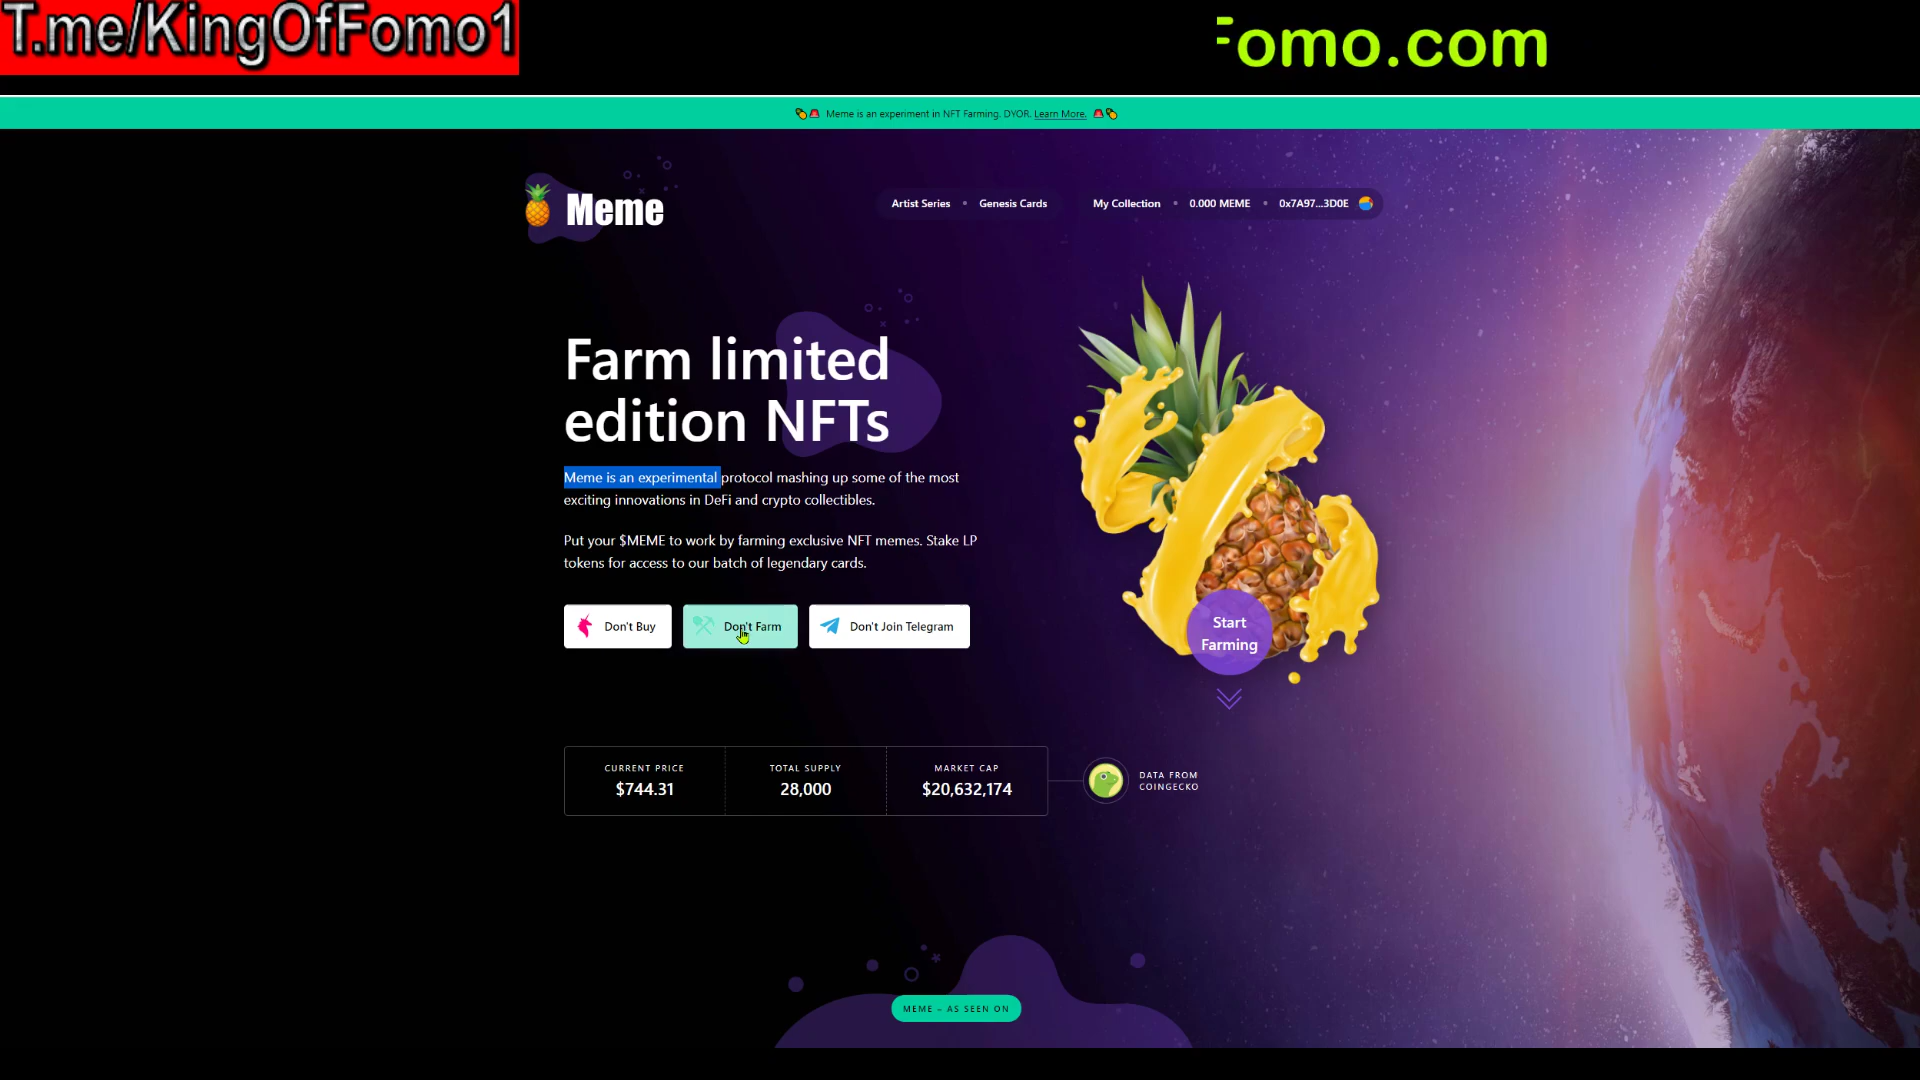 T.me/KingOfFomo1
Fomo.com
Meme is an experiment in NFT Farming. DYOR. Learn More.
Meme
Artist Series • Genesis Cards
My Collection • 0.000 MEME • 0x7A97...3D0E
Farm limited
edition NFTs
Meme is an experimental protocol mashing up some of the most
exciting innovations in DeFi and crypto collectibles.
Put your $MEME to work by farming exclusive NFT memes. Stake LP
tokens for access to our batch of legendary cards.
Don't Buy
Don't Farm
Don't Join Telegram
Start
Farming
CURRENT PRICE
$744.31
TOTAL SUPPLY
28,000
MARKET CAP
$20,632,174
DATA FROM
COINGECKO
MEME – AS SEEN ON